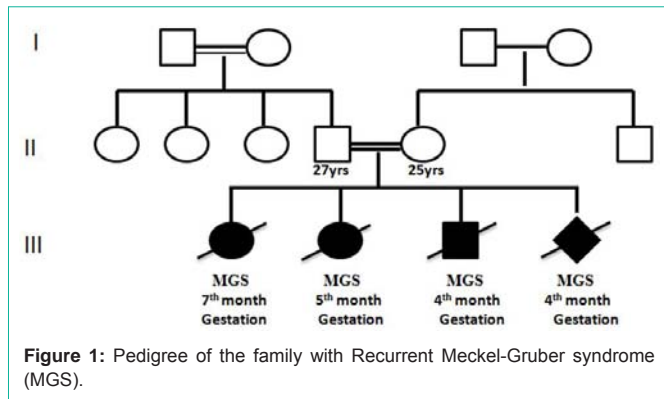 I
II
27yrs 25yrs
III
MGS MGS MGS MGS
7th month 5th month 4th month 4th month
Gestation Gestation Gestation Gestation
Figure 1: Pedigree of the family with Recurrent Meckel-Gruber syndrome
(MGS).